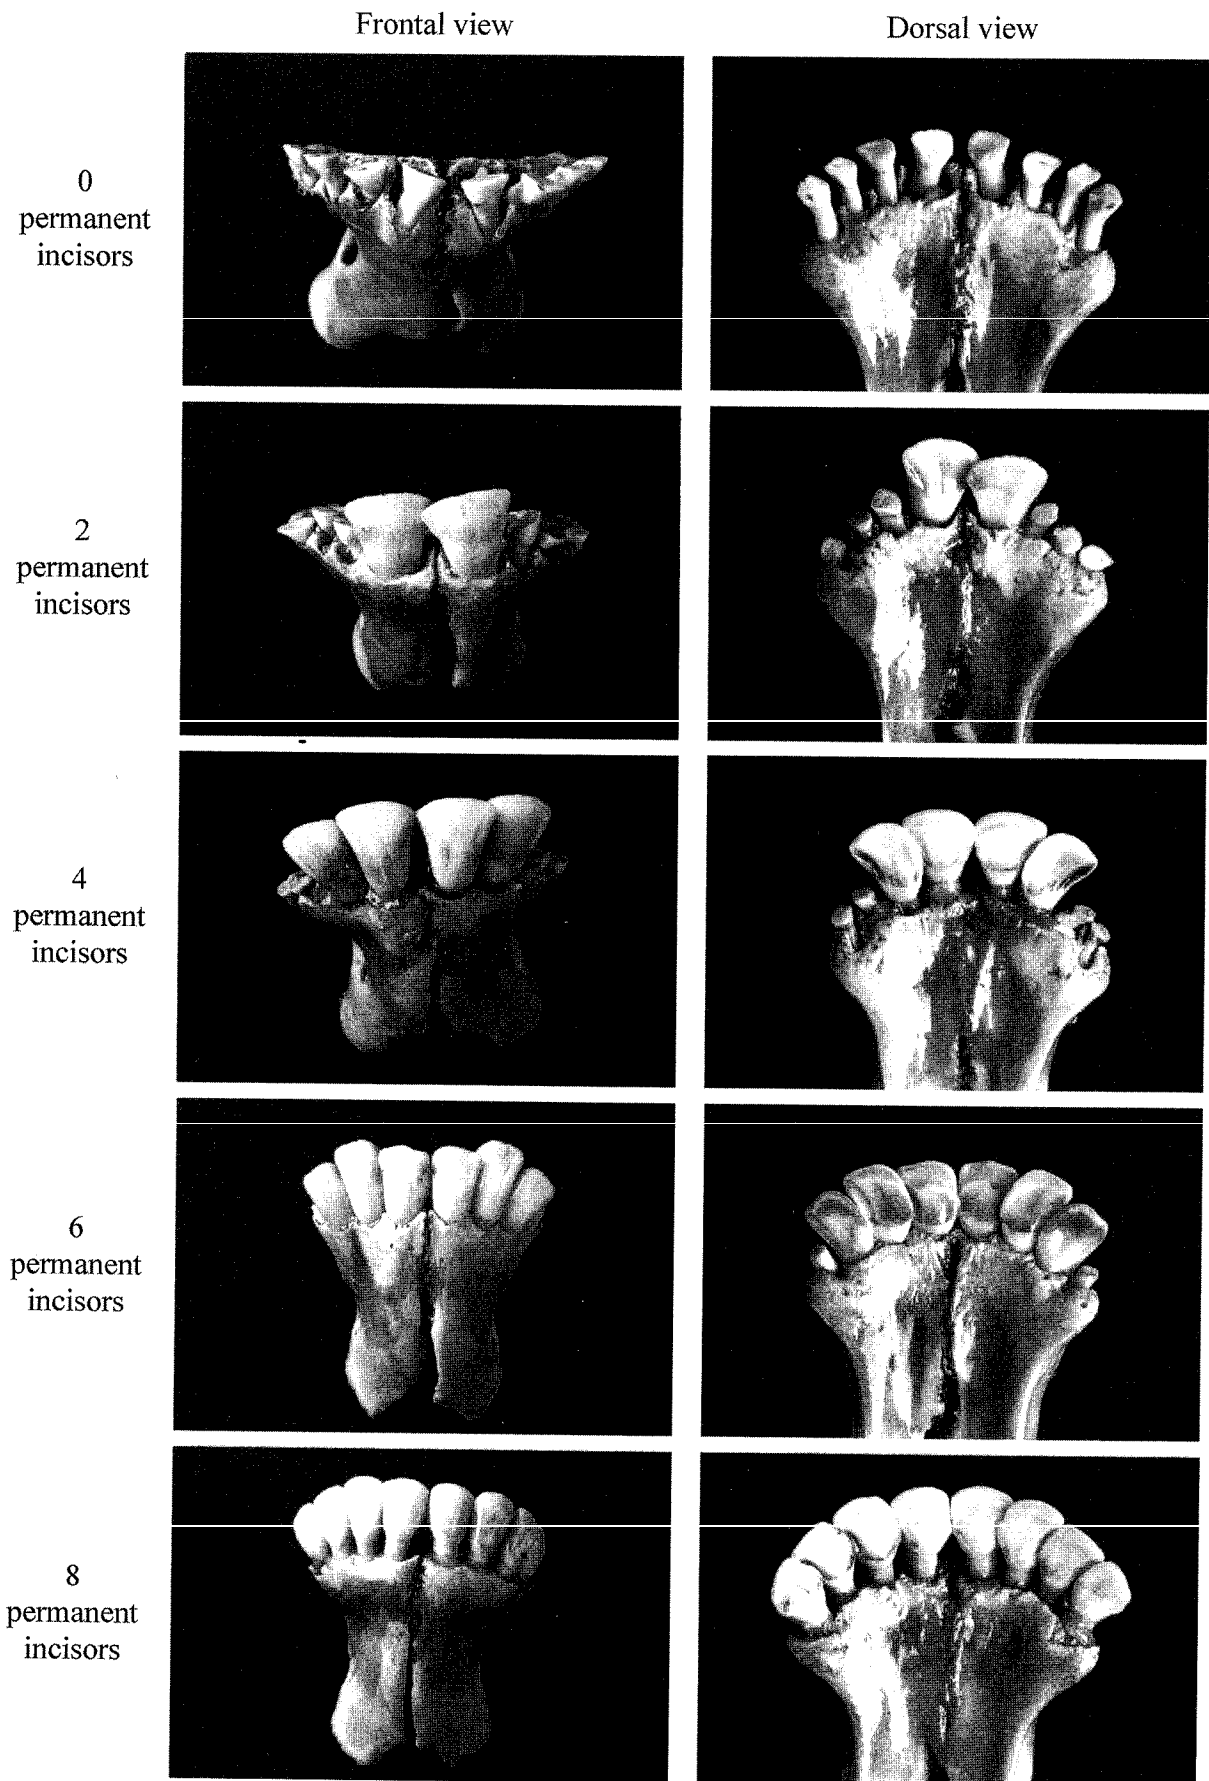 Frontal view
Dorsal view
0
permanent
incisors
2
permanent
incisors
4
permanent
incisors
6
permanent
incisors
8
permanent
incisors